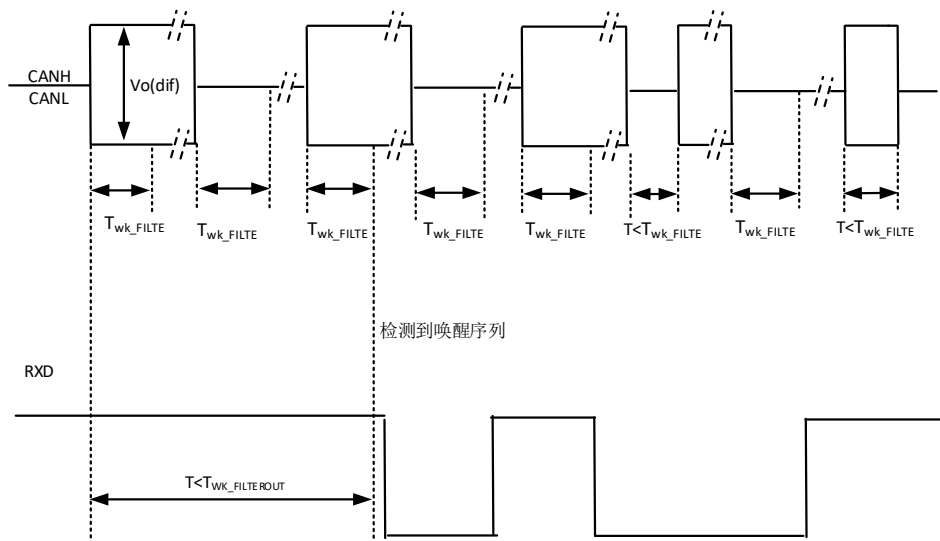 CANH
CANL
Vo(dif)
Twk_FILTE
Twk_FILTE
Twk_FILTE
Twk_FILTE
Twk_FILTE
T<Twk_FILTE
Twk_FILTE
T<Twk_FILTE
检测到唤醒序列
RXD
T<TWK_FILTEROUT